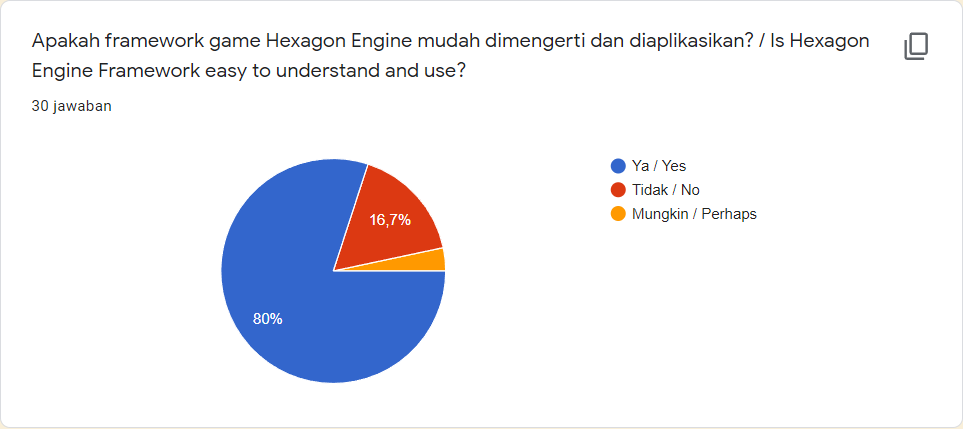 Apakah framework game Hexagon Engine mudah dimengerti dan diaplikasikan? / Is Hexagon
Engine Framework easy to understand and use?
30 jawaban
Ya / Yes
Tidak / No
Mungkin / Perhaps
16,7%
80%